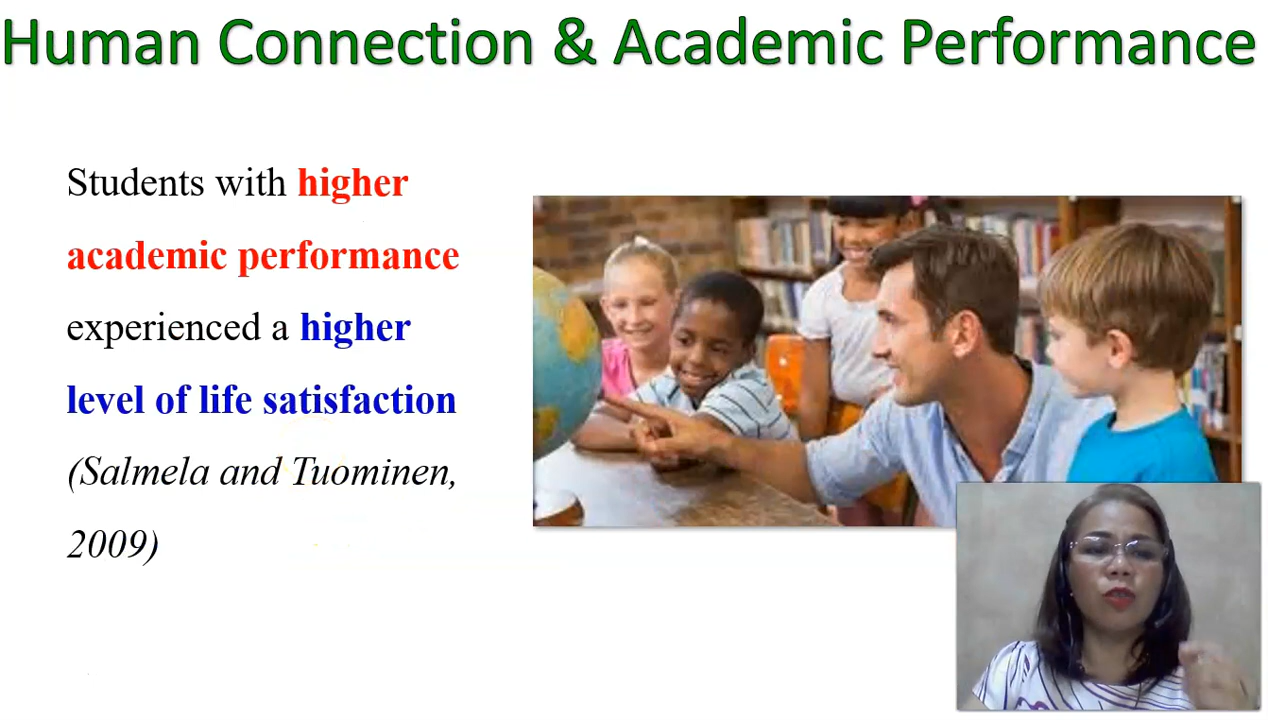 Human Connection & Academic Performance
Students with higher
academic performance
experienced a higher
level of life satisfaction
(Salmela and Tuominen,
2009)